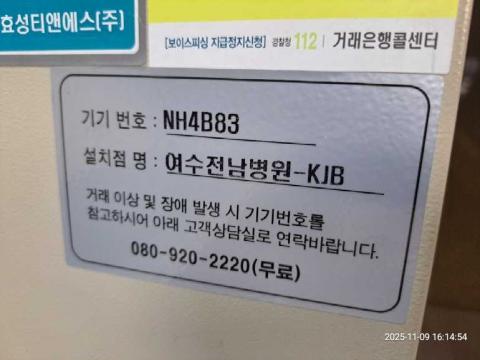 효성티앤에스(주)
[보이스피싱 지급정지신청] 경찰청 112 | 거래은행콜센터
기기 번호 : NH4B83
설치점 명 : 여수전남병원-KJB
거래 이상 및 장애 발생 시 기기번호를
참고하시어 아래 고객상담실로 연락바랍니다.
080-920-2220(무료)
2025-11-09 16:14:54